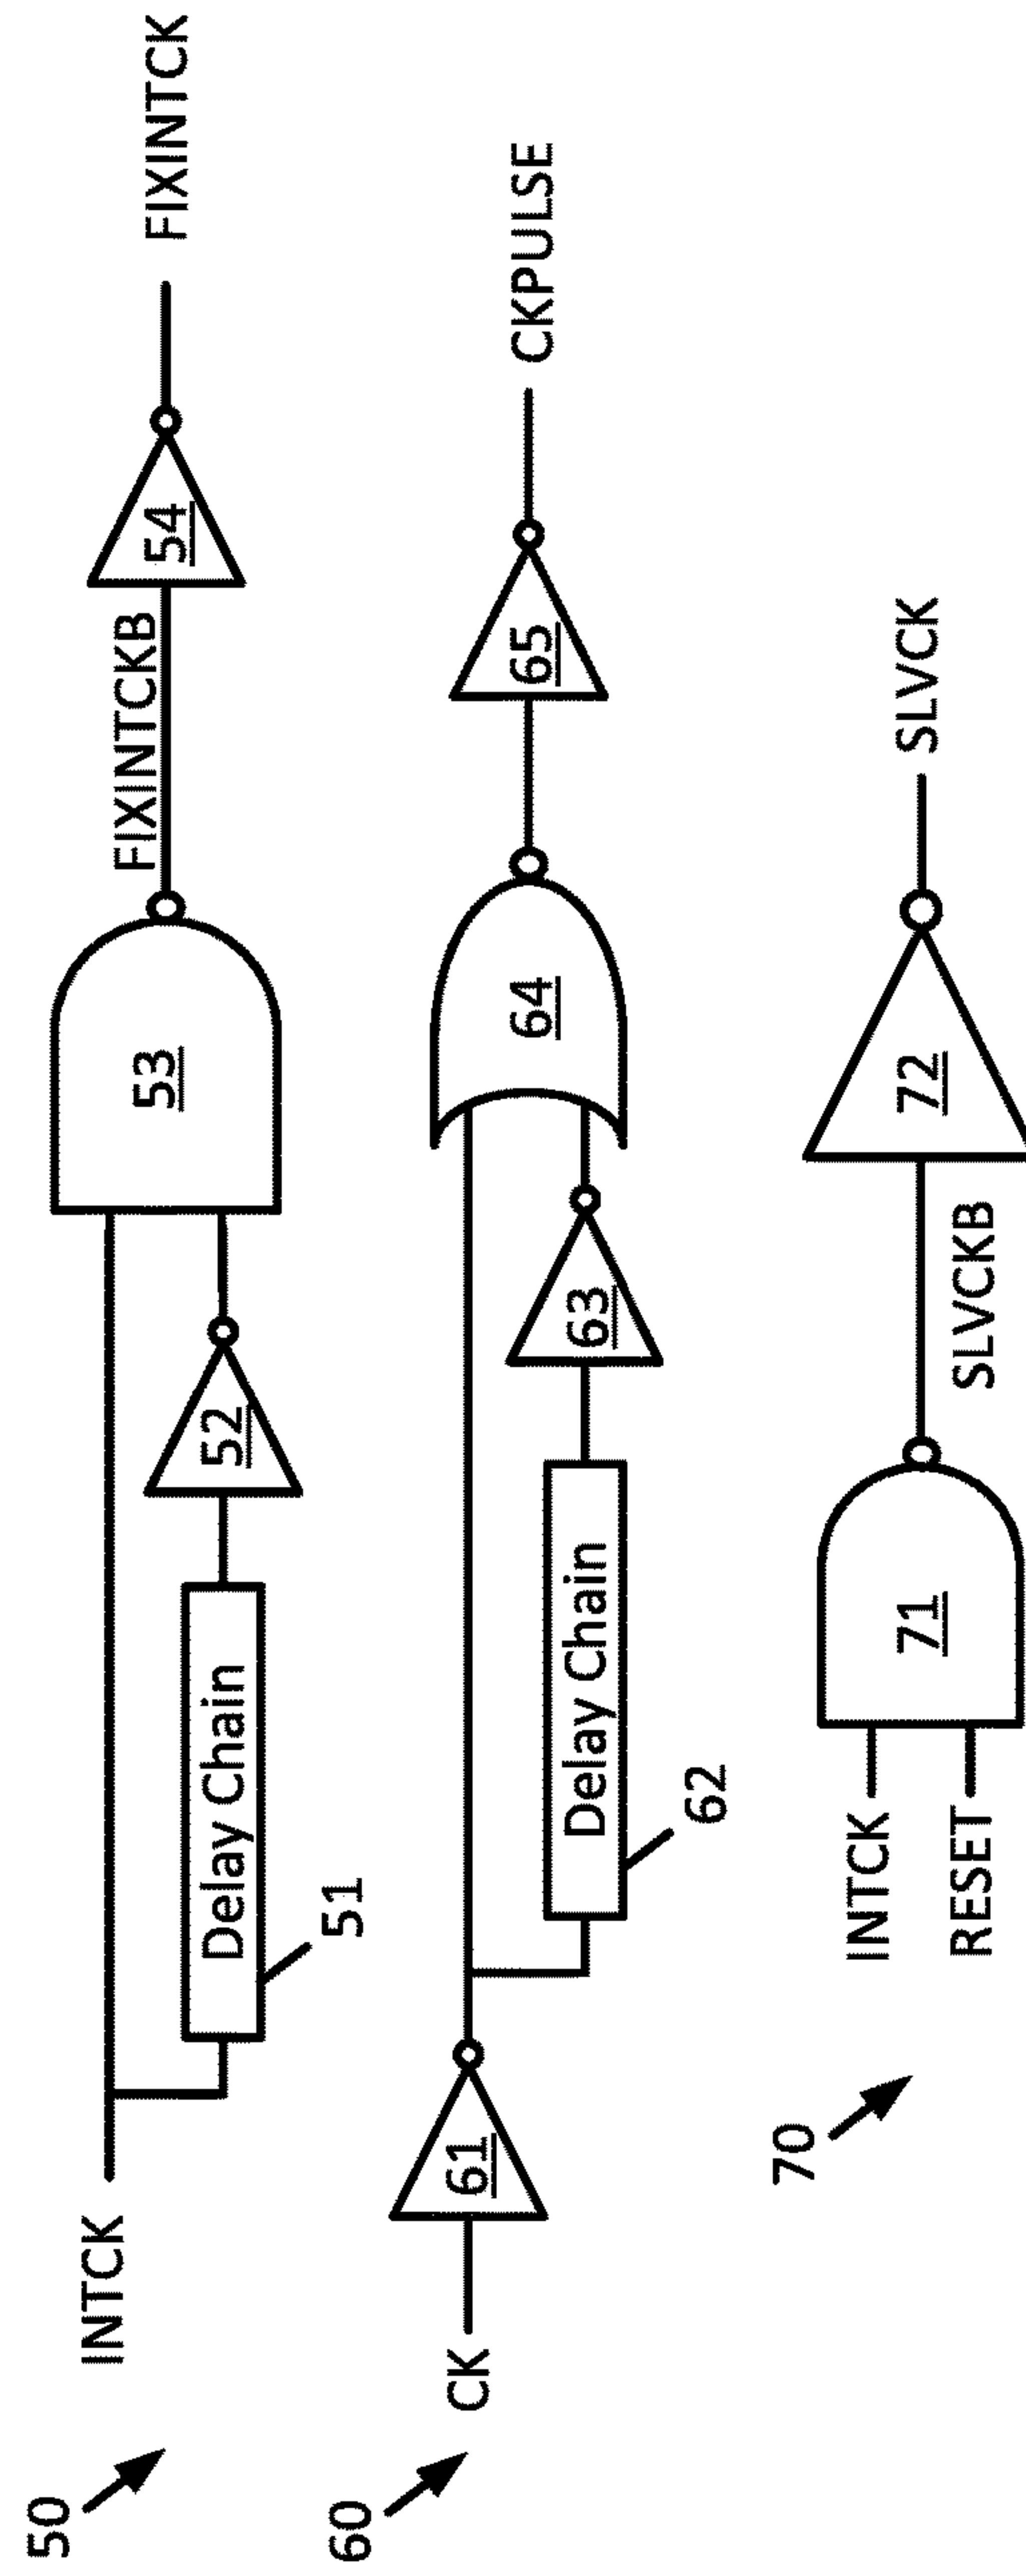 50
INTCK
Delay Chain
51
52
53
FIXINTCKB
54
FIXINTCK
60
CK
61
Delay Chain
62
63
64
65
CKPULSE
70
INTCK
RESET
71
SLVCKB
72
SLVCK